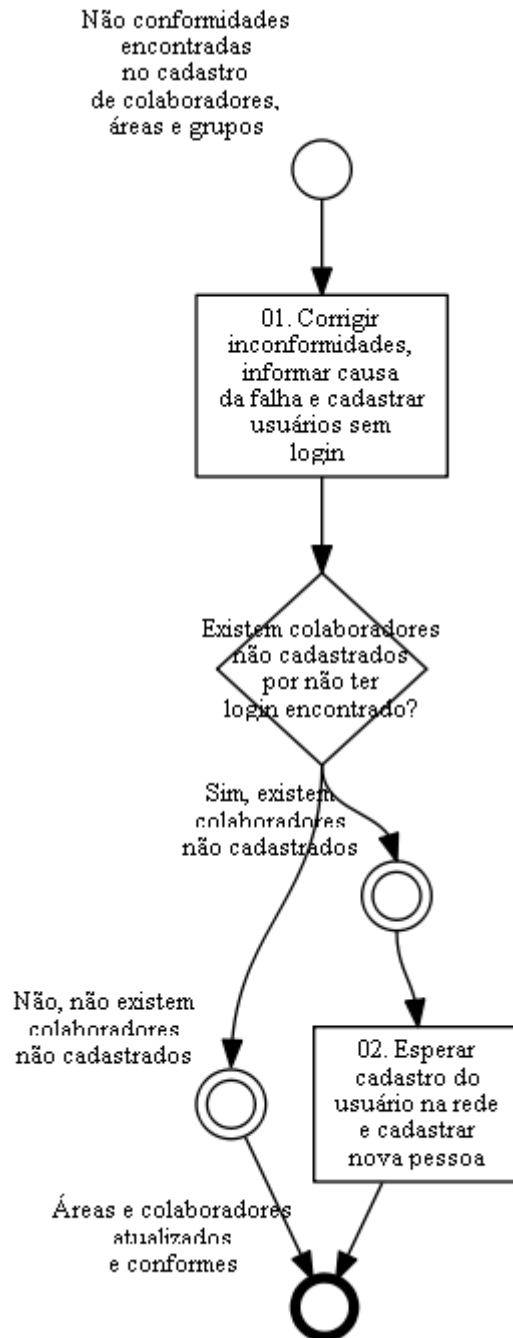 Não conformidades
encontradas
no cadastro
de colaboradores,
áreas e grupos
01. Corrigir
inconformidades,
informar causa
da falha e cadastrar
usuários sem
login
Existem colaboradores
não cadastrados
por não ter
login encontrado?
Sim, existem
colaboradores
não cadastrados
Não, não existem
colaboradores
não cadastrados
02. Esperar
cadastro do
usuário na rede
e cadastrar
nova pessoa
Áreas e colaboradores
atualizados
e conformes